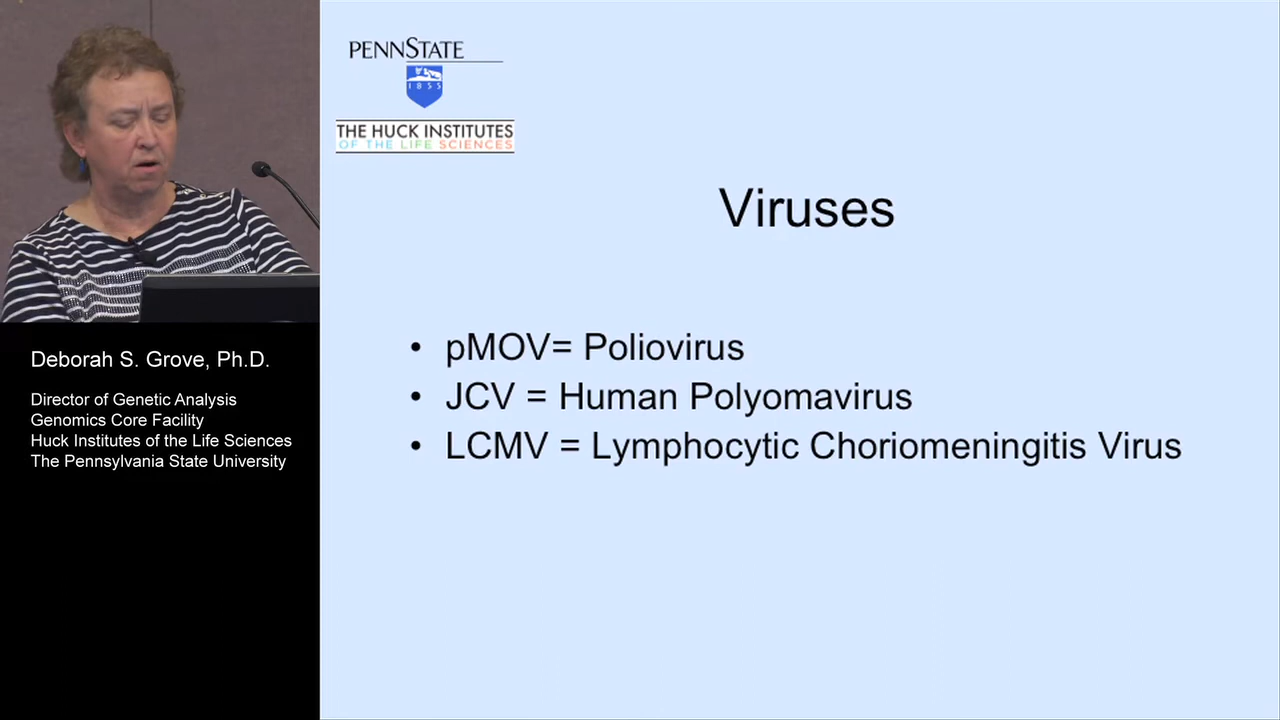 PENNSTATE
1855
THE HUCK INSTITUTES
OF THE LIFE SCIENCES
Viruses
• pMOV= Poliovirus
• JCV = Human Polyomavirus
• LCMV = Lymphocytic Choriomeningitis Virus
Deborah S. Grove, Ph.D.
Director of Genetic Analysis
Genomics Core Facility
Huck Institutes of the Life Sciences
The Pennsylvania State University